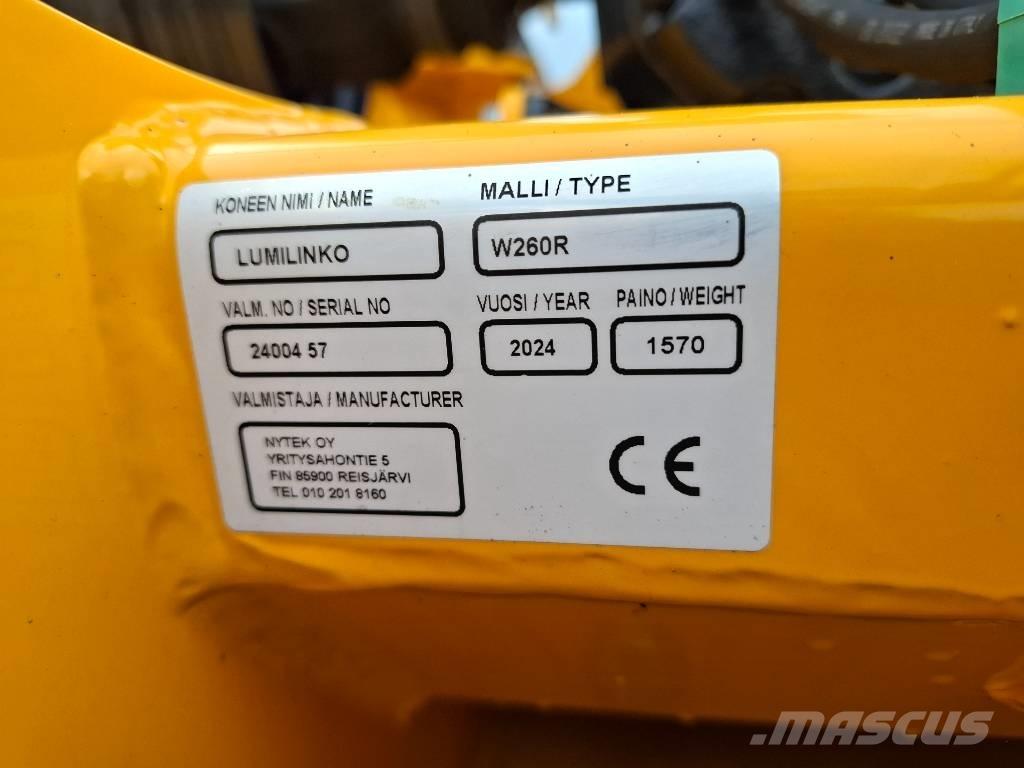 KONEEN NIMI / NAME
LUMILINKO
MALLI / TYPE
W260R
VALM. NO / SERIAL NO
24004 57
VUOSI / YEAR
2024
PAINO / WEIGHT
1570
VALMISTAJA / MANUFACTURER
NYTEK OY
YRITYSAHONTIE 5
FIN 85900 REISJÄRVI
TEL 010 201 8160
CE
MASCUS